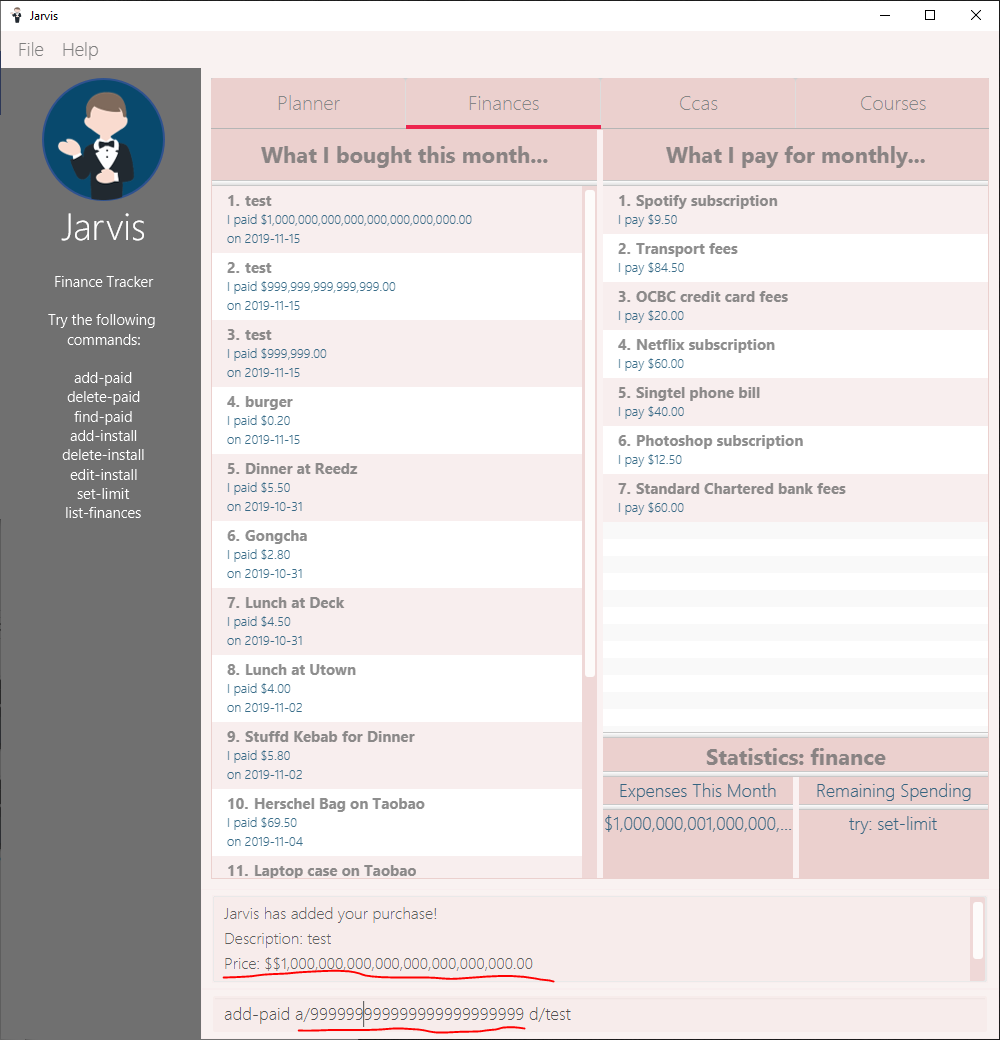 Jarvis
File Help
Jarvis
Finance Tracker
Try the following
commands:
add-paid
delete-paid
find-paid
add-install
delete-install
edit-install
set-limit
list-finances
Planner Finances Ccas Courses
What I bought this month...
1. test
I paid $1,000,000,000,000,000,000,000,000.00
on 2019-11-15
2. test
I paid $999,999,999,999,999.00
on 2019-11-15
3. test
I paid $999,999.00
on 2019-11-15
4. burger
I paid $0.20
on 2019-11-15
5. Dinner at Reedz
I paid $5.50
on 2019-10-31
6. Gongcha
I paid $2.80
on 2019-10-31
7. Lunch at Deck
I paid $4.50
on 2019-10-31
8. Lunch at Utown
I paid $4.00
on 2019-11-02
9. Stuffd Kebab for Dinner
I paid $5.80
on 2019-11-02
10. Herschel Bag on Taobao
I paid $69.50
on 2019-11-04
11. Laptop case on Taobao
What I pay for monthly...
1. Spotify subscription
I pay $9.50
2. Transport fees
I pay $84.50
3. OCBC credit card fees
I pay $20.00
4. Netflix subscription
I pay $60.00
5. Singtel phone bill
I pay $40.00
6. Photoshop subscription
I pay $12.50
7. Standard Chartered bank fees
I pay $60.00
Statistics: finance
Expenses This Month Remaining Spending
$1,000,000,001,000,000,... try: set-limit
Jarvis has added your purchase!
Description: test
Price: $$1,000,000,000,000,000,000,000,000.00
add-paid a/999999999999999999999999 d/test